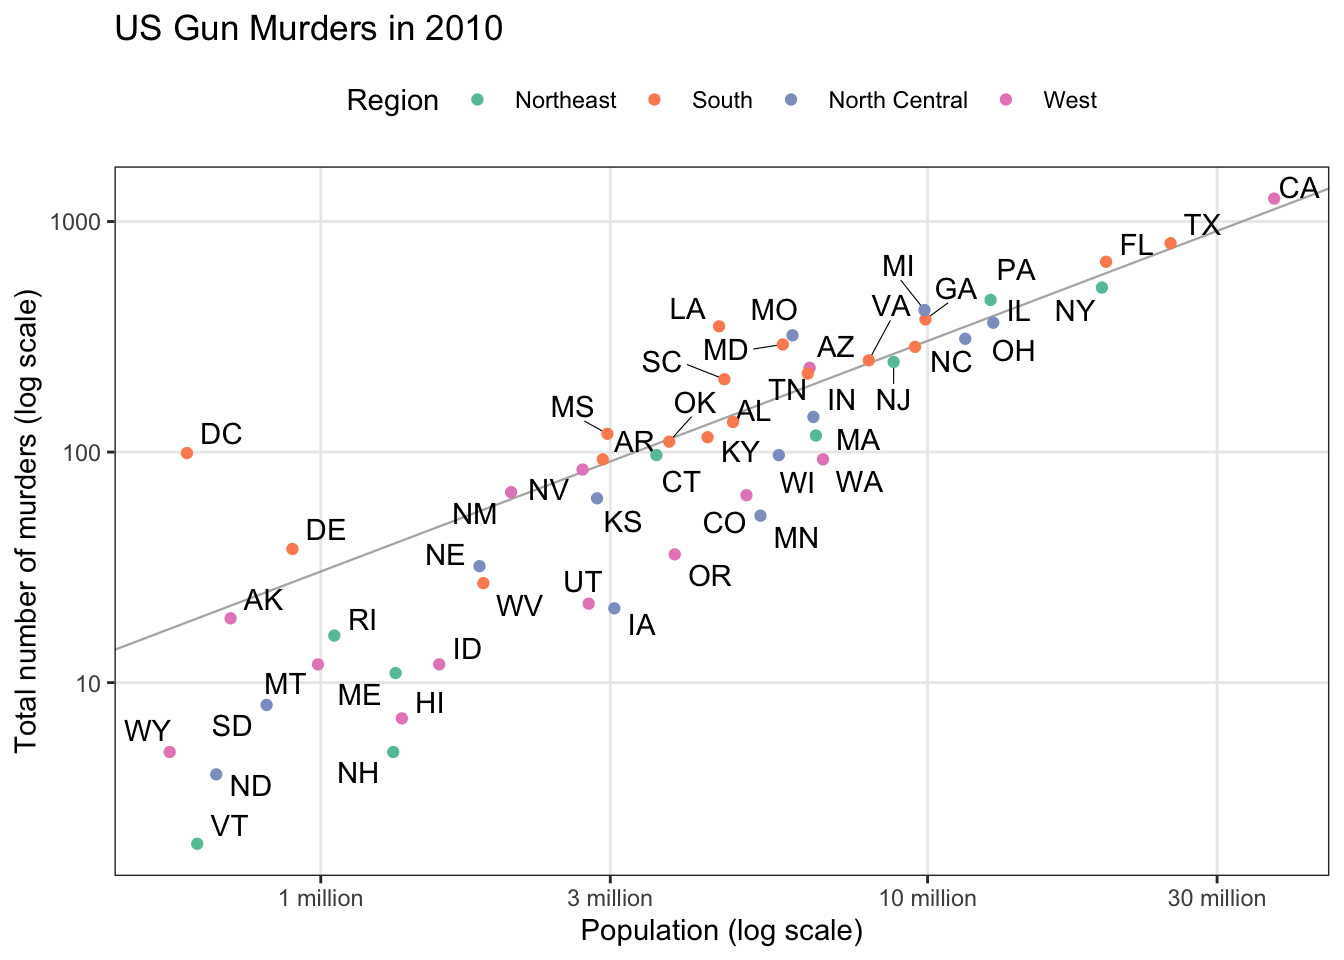 US Gun Murders in 2010
Region Northeast South North Central West
CA
1000
TX
FL
MI
PA
GA
LA
MO
VA
IL
NY
MD
AZ
OH
SC
NC
TN
IN
NJ
MS
OK
AL
DC
AR
MA
100
KY
CT
WI
WA
NV
NM
KS
CO
DE
MN
NE
OR
UT
WV
AK
RI
IA
ID
10
MT
ME
HI
SD
WY
NH
ND
VT
1 million 3 million 10 million 30 million
Population (log scale)
Total number of murders (log scale)